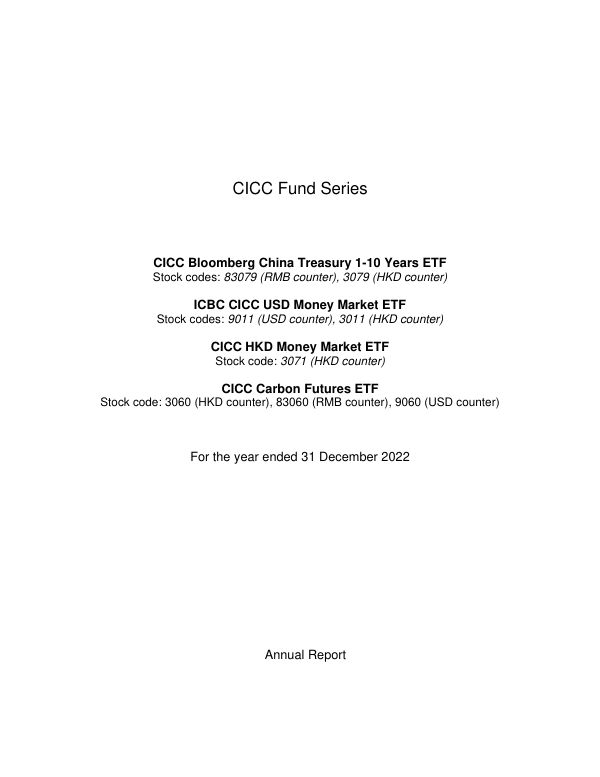 CICC Fund Series
CICC Bloomberg China Treasury 1-10 Years ETF
Stock codes: 83079 (RMB counter), 3079 (HKD counter)
ICBC CICC USD Money Market ETF
Stock codes: 9011 (USD counter), 3011 (HKD counter)
CICC HKD Money Market ETF
Stock code: 3071 (HKD counter)
CICC Carbon Futures ETF
Stock code: 3060 (HKD counter), 83060 (RMB counter), 9060 (USD counter)
For the year ended 31 December 2022
Annual Report